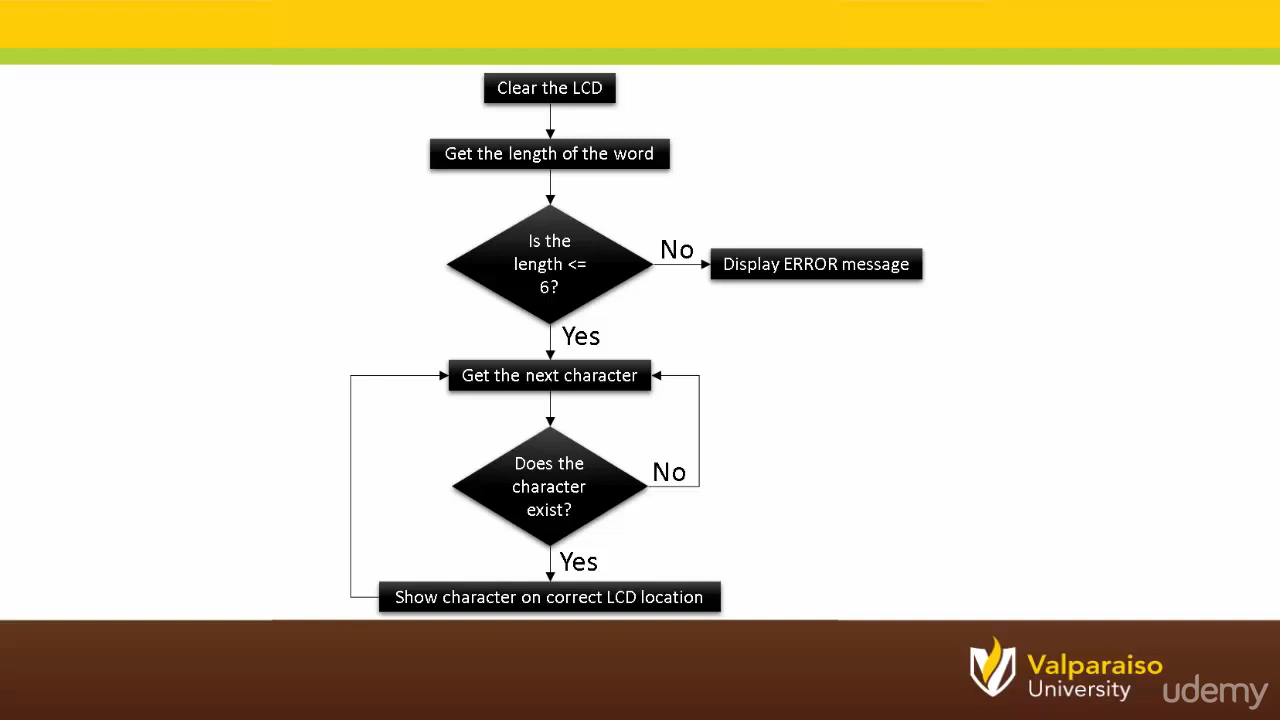 Clear the LCD
Get the length of the word
Is the
length <=
6?
No
Display ERROR message
Yes
Get the next character
Does the
character
exist?
No
Yes
Show character on correct LCD location
Valparaiso
University
udemy